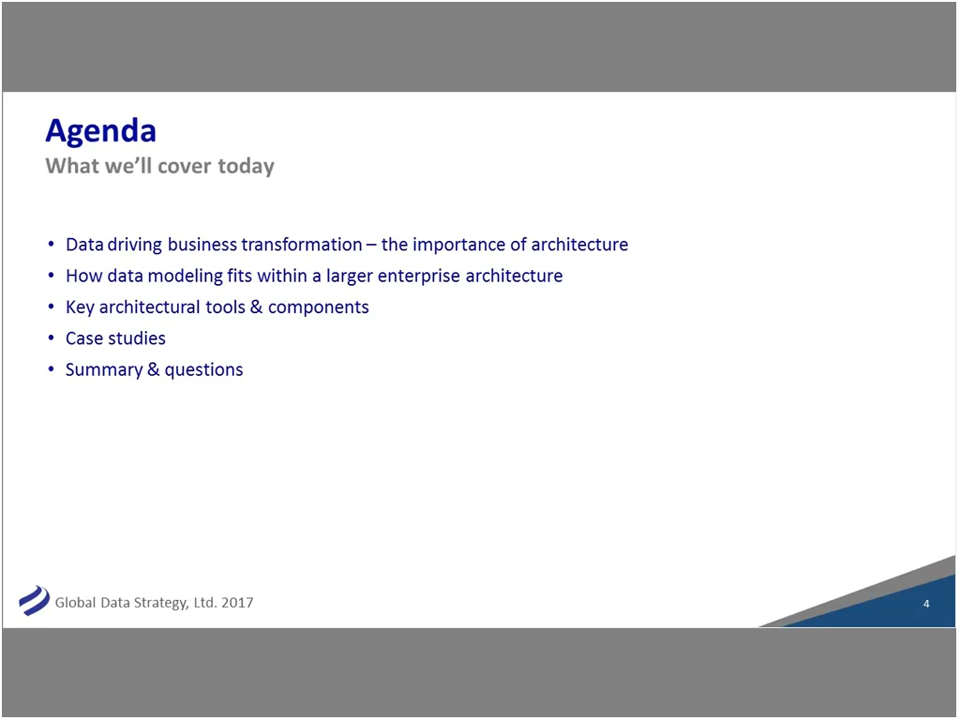 Agenda
What we’ll cover today
• Data driving business transformation – the importance of architecture
• How data modeling fits within a larger enterprise architecture
• Key architectural tools & components
• Case studies
• Summary & questions
Global Data Strategy, Ltd. 2017
4